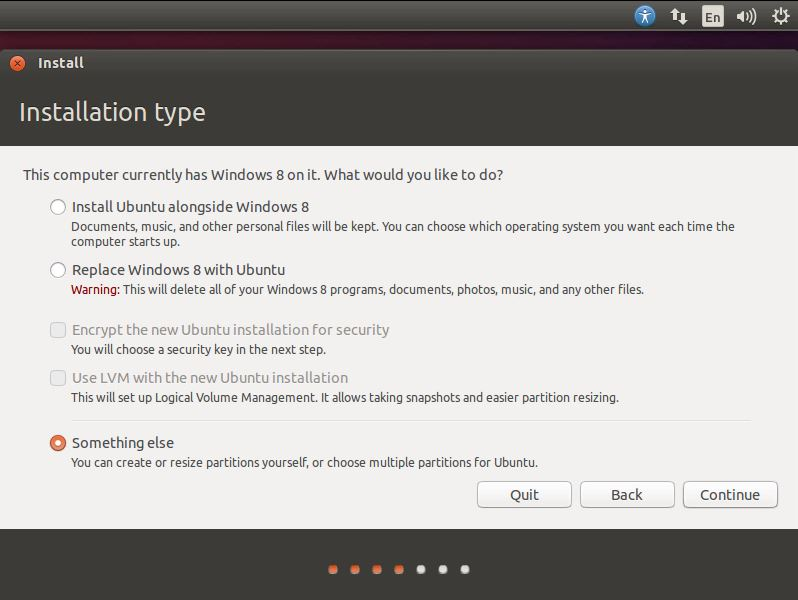 En
Install
Installation type
This computer currently has Windows 8 on it. What would you like to do?
Install Ubuntu alongside Windows 8
Documents, music, and other personal files will be kept. You can choose which operating system you want each time the
computer starts up.
Replace Windows 8 with Ubuntu
Warning: This will delete all of your Windows 8 programs, documents, photos, music, and any other files.
Encrypt the new Ubuntu installation for security
You will choose a security key in the next step.
Use LVM with the new Ubuntu installation
This will set up Logical Volume Management. It allows taking snapshots and easier partition resizing.
Something else
You can create or resize partitions yourself, or choose multiple partitions for Ubuntu.
Quit Back Continue